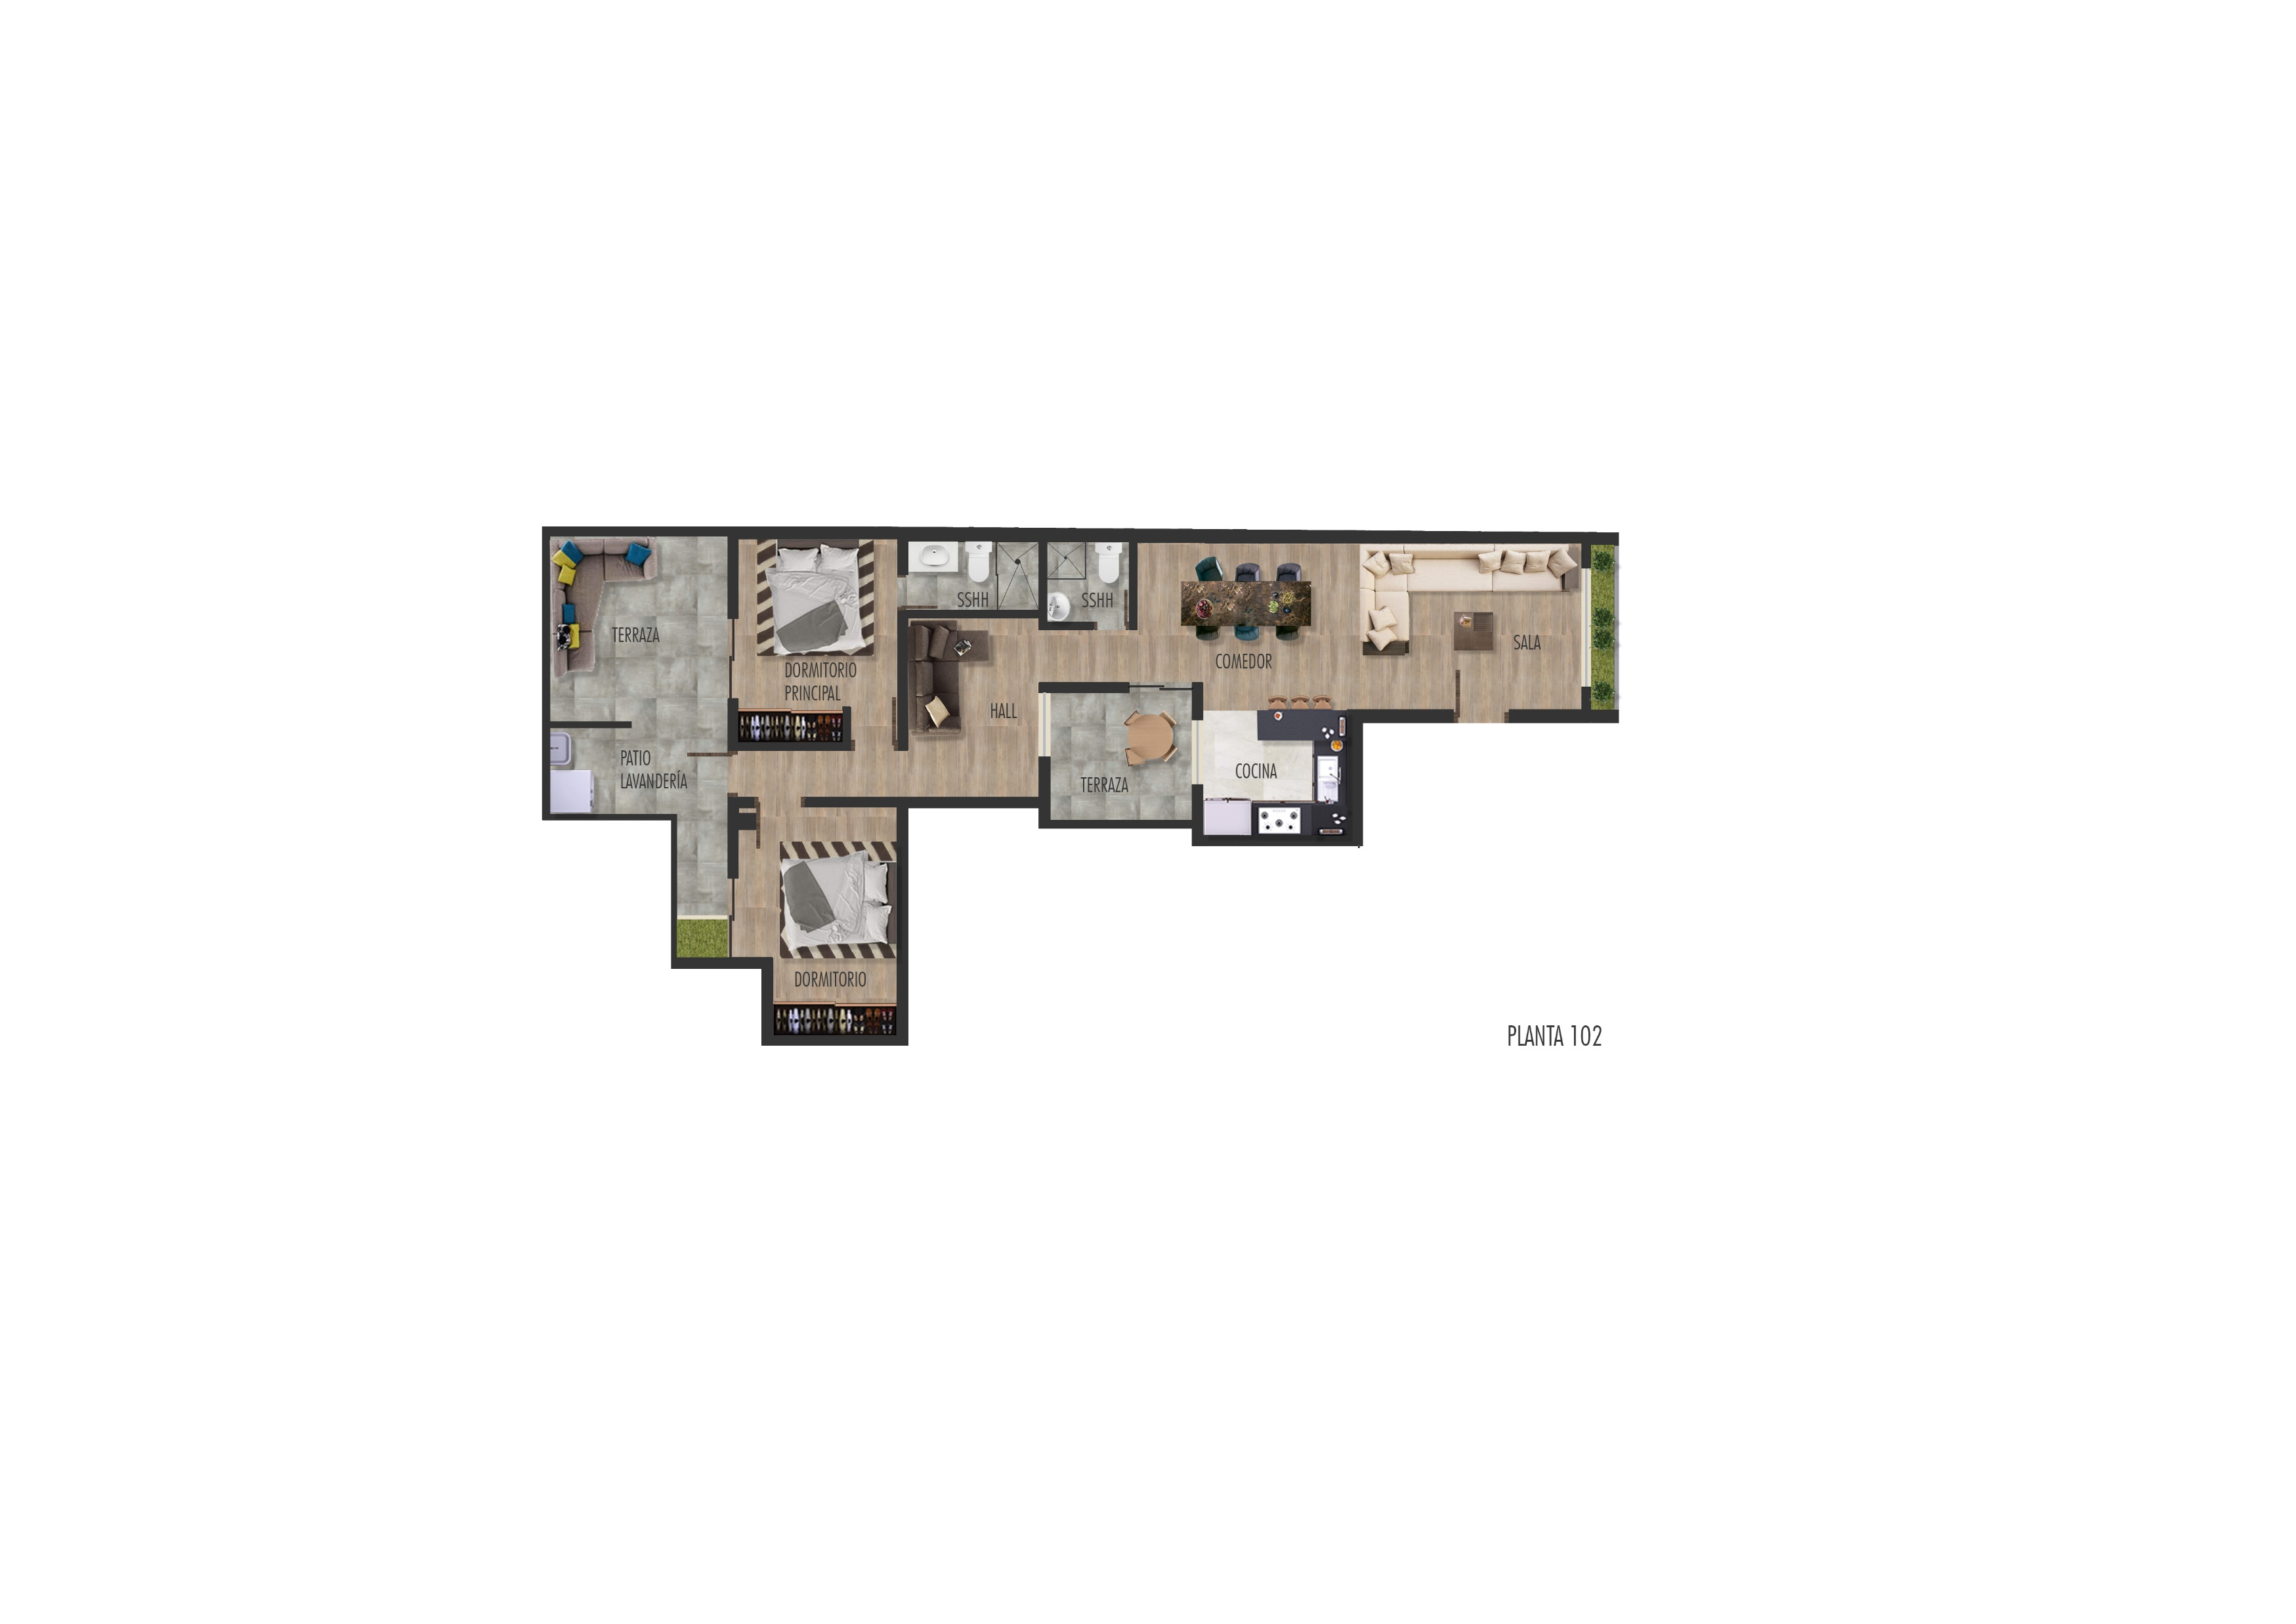 SSHH
SSHH
TERRAZA
SALA
COMEDOR
DORMITORIO
PRINCIPAL
HALL
PATIO
LAVANDERÍA
COCINA
TERRAZA
DORMITORIO
PLANTA 102